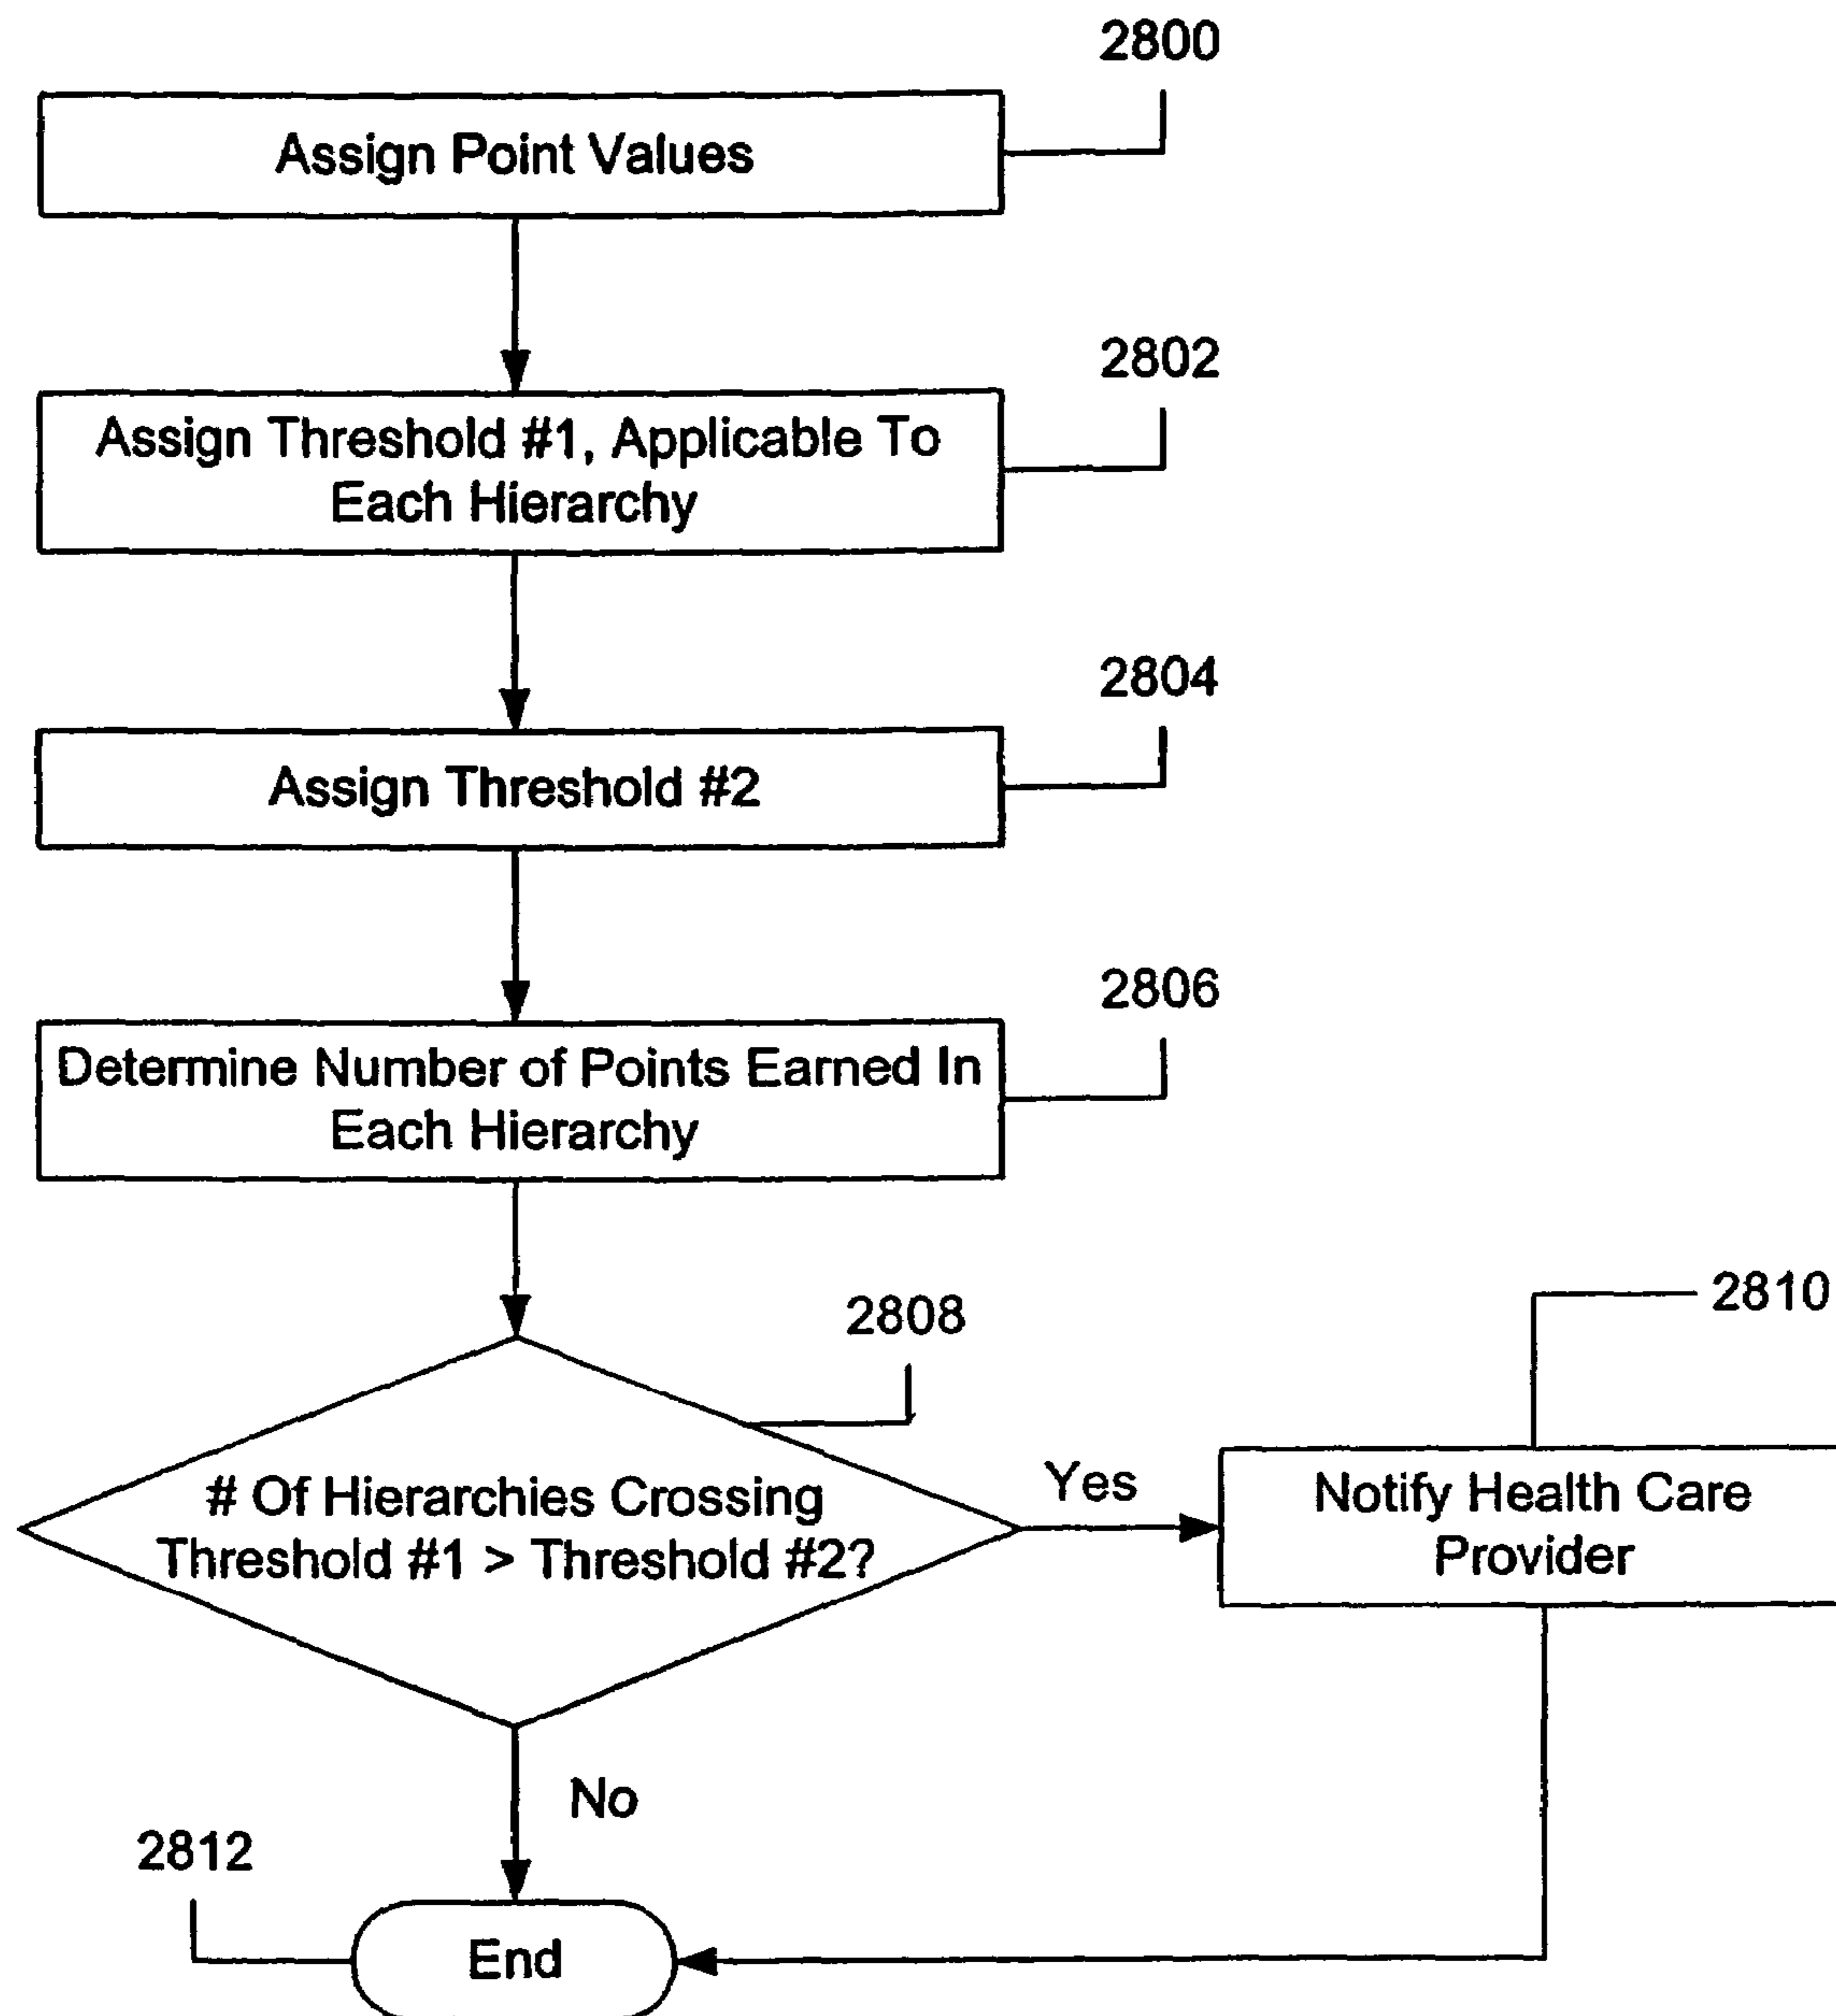 2800
Assign Point Values
2802
Assign Threshold #1, Applicable To
Each Hierarchy
2804
Assign Threshold #2
2806
Determine Number of Points Earned In
Each Hierarchy
2808
2810
# Of Hierarchies Crossing
Threshold #1 > Threshold #2?
Yes
Notify Health Care
Provider
No
2812
End